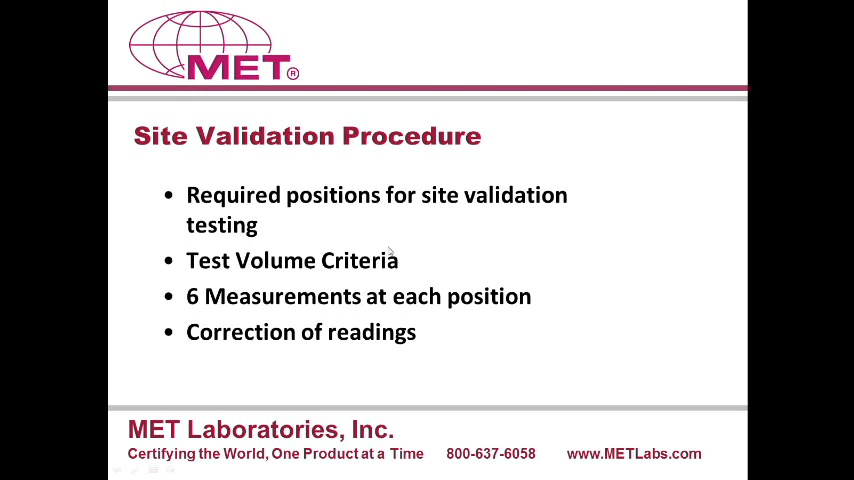 MET®
Site Validation Procedure
• Required positions for site validation
testing
• Test Volume Criteria
• 6 Measurements at each position
• Correction of readings
MET Laboratories, Inc.
Certifying the World, One Product at a Time 800-637-6058 www.METLabs.com